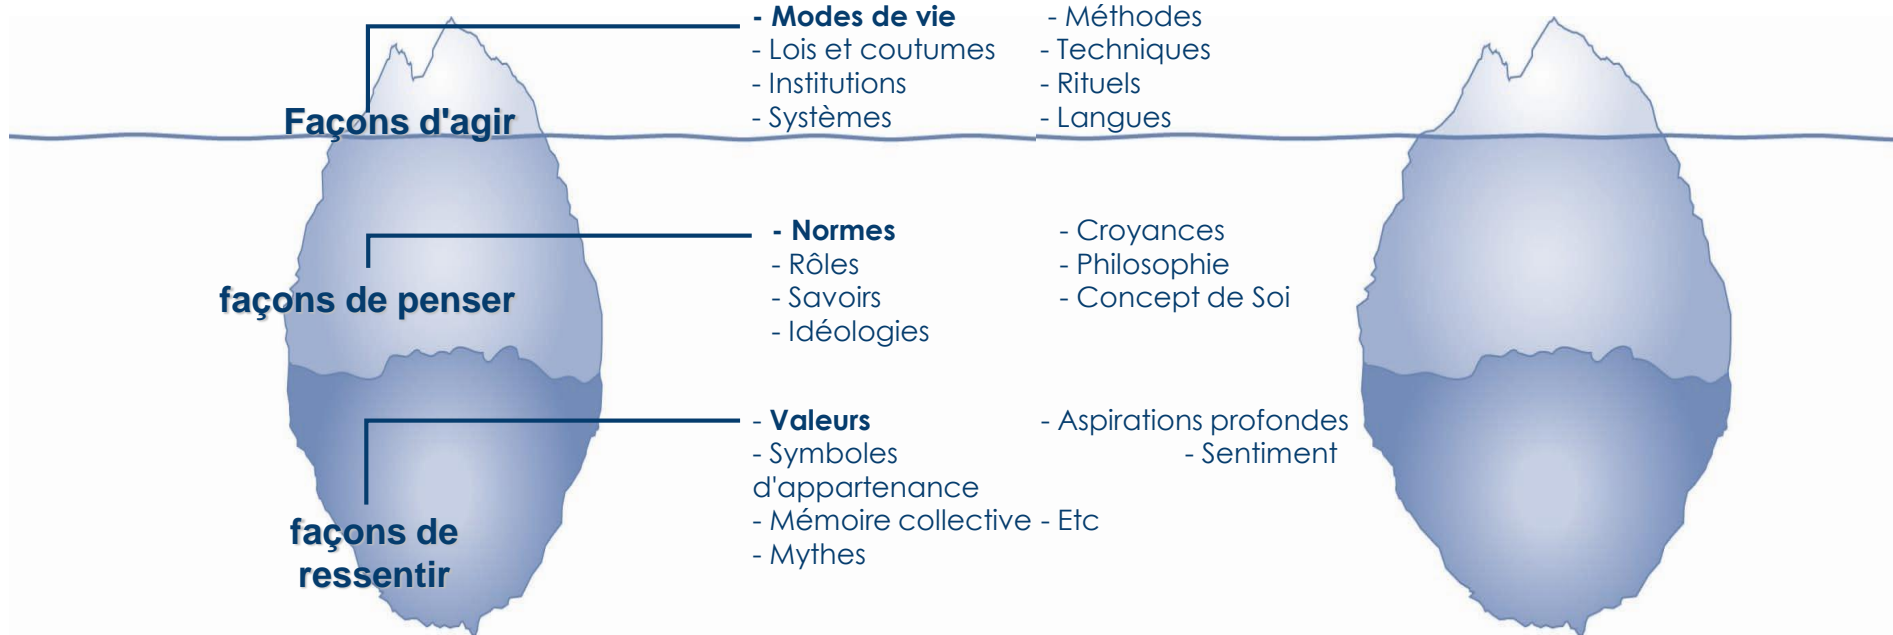 - Modes de vie - Méthodes
- Lois et coutumes - Techniques
- Institutions - Rituels
- Systèmes - Langues
Façons d'agir
- Normes - Croyances
- Rôles - Philosophie
- Savoirs - Concept de Soi
- Idéologies
façons de penser
- Valeurs - Aspirations profondes
- Symboles - Sentiment
d'appartenance
- Mémoire collective - Etc
- Mythes
façons de
ressentir